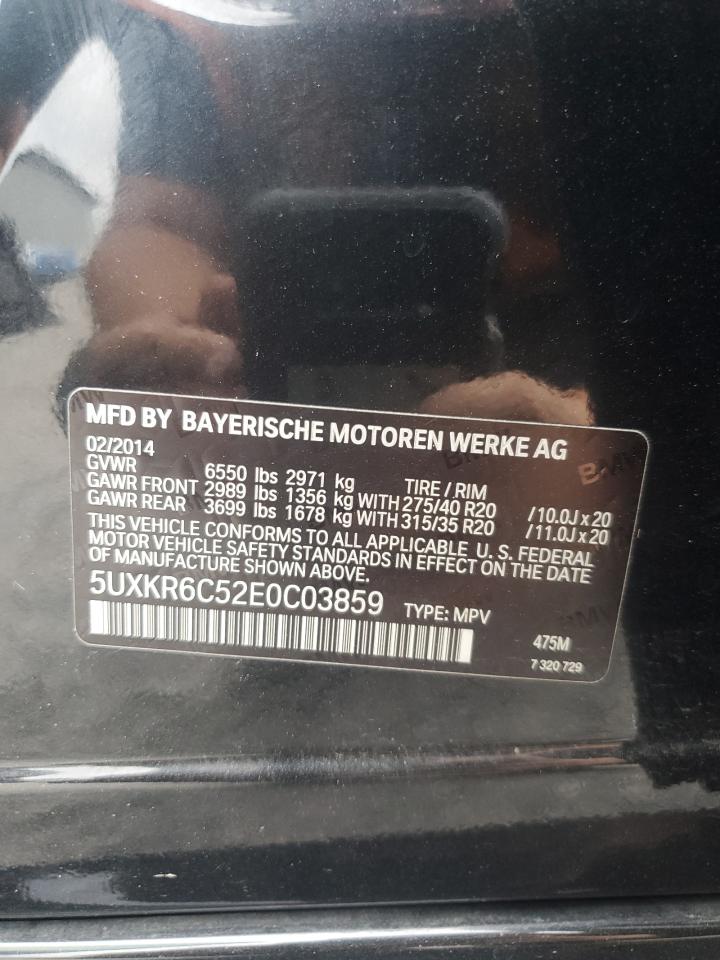 MFD BY BAYERISCHE MOTOREN WERKE AG
02/2014
GVWR 6550 lbs 2971 kg TIRE / RIM
GAWR FRONT 2989 lbs 1356 kg WITH 275/40 R20 /10.0J x 20
GAWR REAR 3699 lbs 1678 kg WITH 315/35 R20 /11.0J x 20
THIS VEHICLE CONFORMS TO ALL APPLICABLE U. S. FEDERAL
MOTOR VEHICLE SAFETY STANDARDS IN EFFECT ON THE DATE
OF MANUFACTURE SHOWN ABOVE.
5UXKR6C52E0C03859 TYPE: MPV
475M
7 320 729
BMW